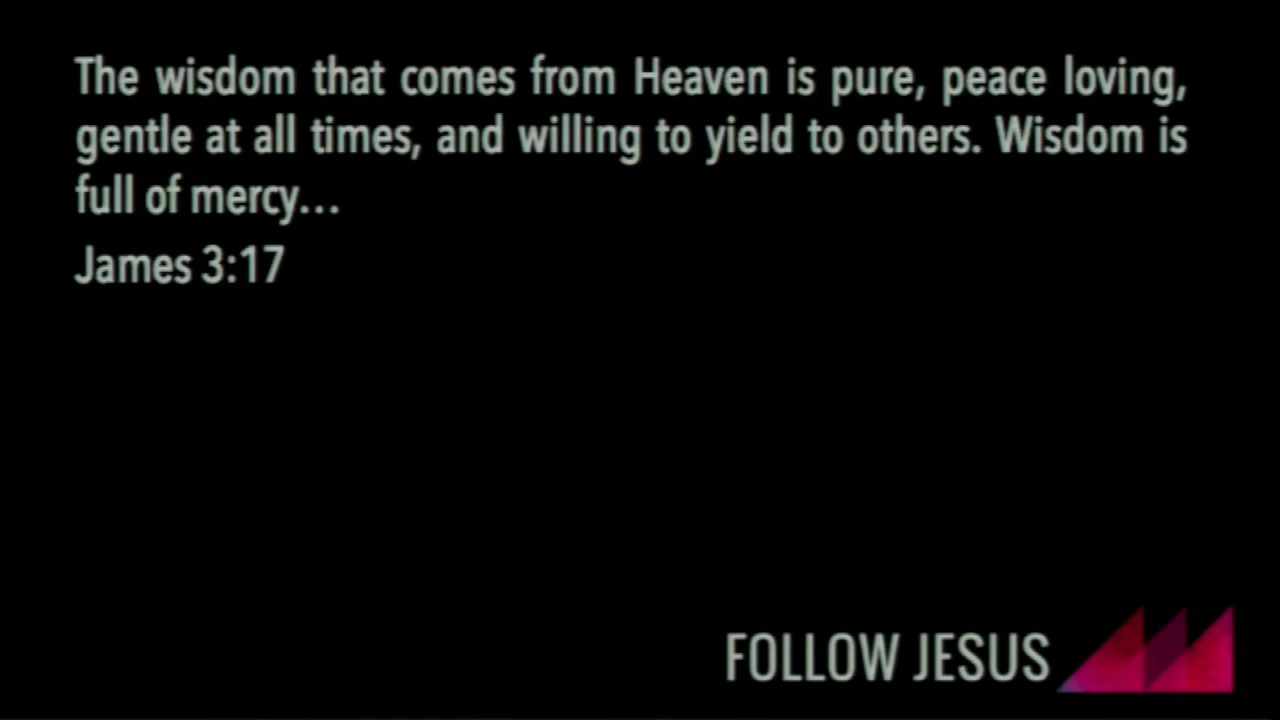 The wisdom that comes from Heaven is pure, peace loving,
gentle at all times, and willing to yield to others. Wisdom is
full of mercy...
James 3:17
FOLLOW JESUS